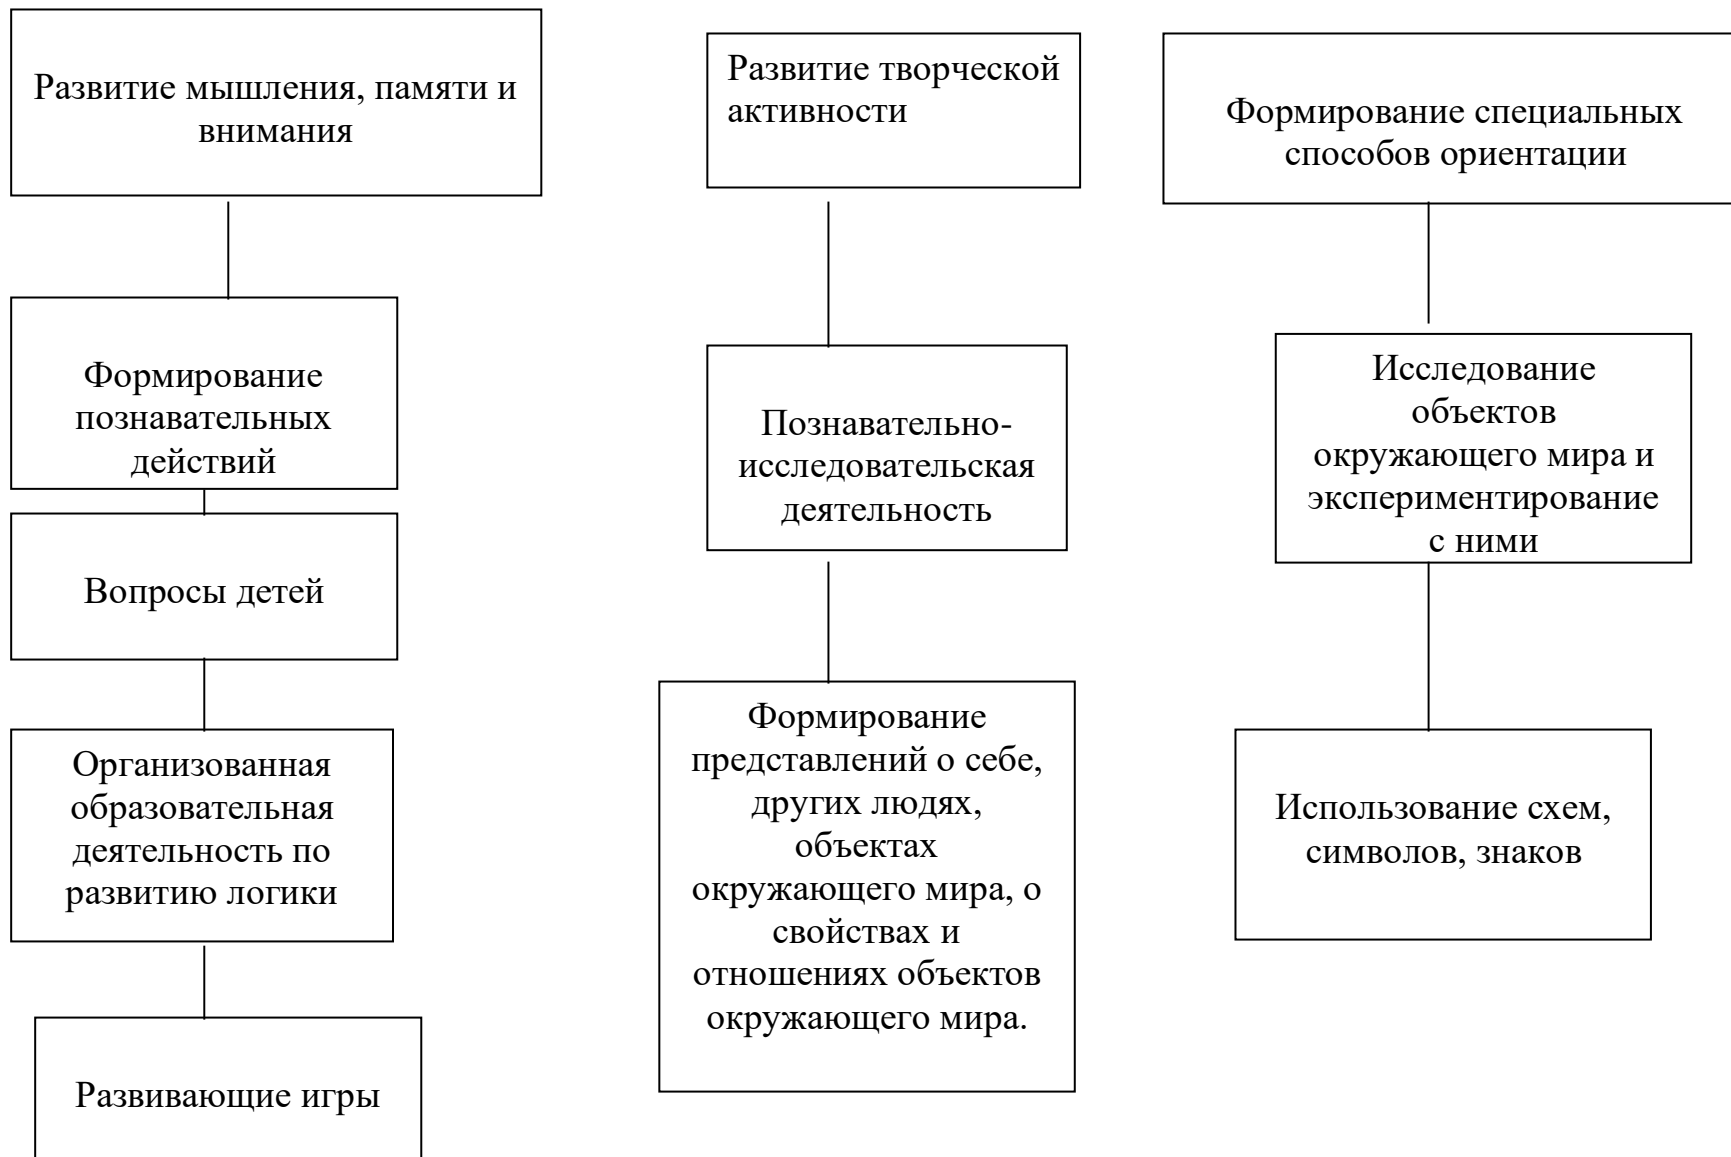 Развитие мышления, памяти и
внимания
Формирование
познавательных
действий
Вопросы детей
Организованная
образовательная
деятельность по
развитию логики
Развивающие игры
Развитие творческой
активности
Познавательно-
исследовательская
деятельность
Формирование
представлений о себе,
других людях,
объектах
окружающего мира, о
свойствах и
отношениях объектов
окружающего мира.
Формирование специальных
способов ориентации
Исследование
объектов
окружающего мира и
экспериментирование
с ними
Использование схем,
символов, знаков